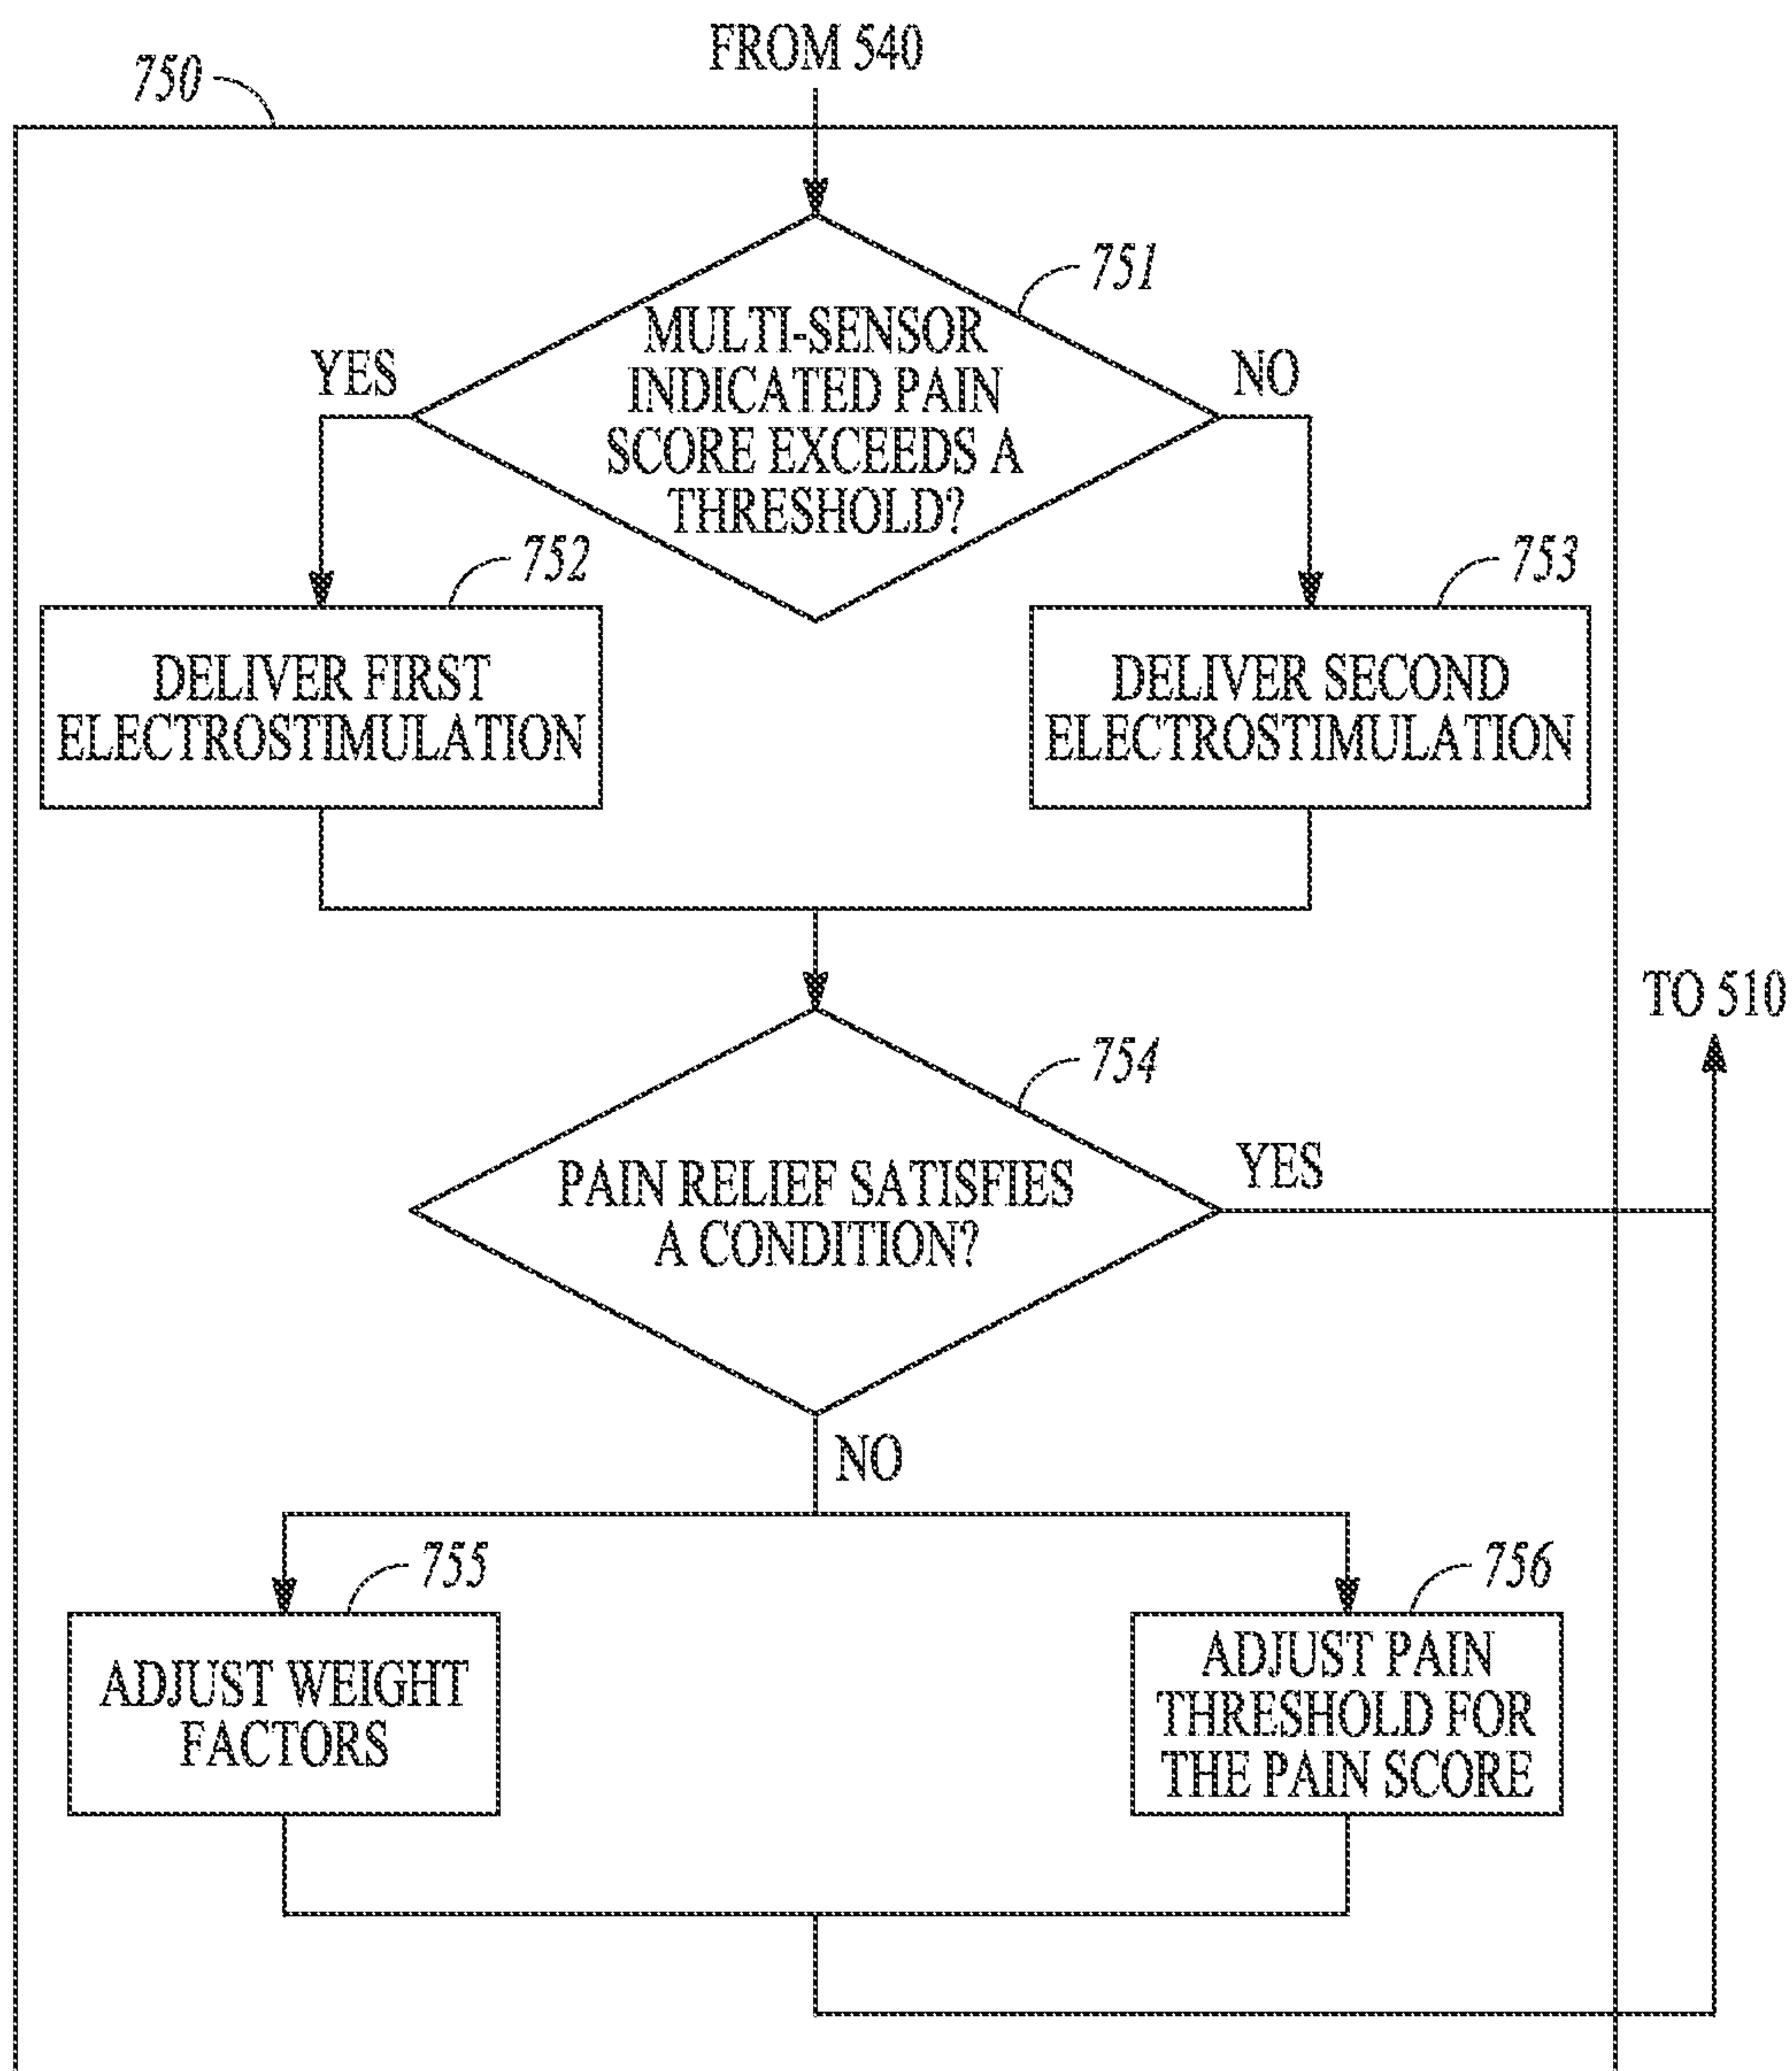 FROM 540
750
751
MULTI-SENSOR
INDICATED PAIN
SCORE EXCEEDS A
THRESHOLD?
YES
NO
752
753
DELIVER FIRST
ELECTROSTIMULATION
DELIVER SECOND
ELECTROSTIMULATION
TO 510
754
PAIN RELIEF SATISFIES
A CONDITION?
YES
NO
755
756
ADJUST WEIGHT
FACTORS
ADJUST PAIN
THRESHOLD FOR
THE PAIN SCORE